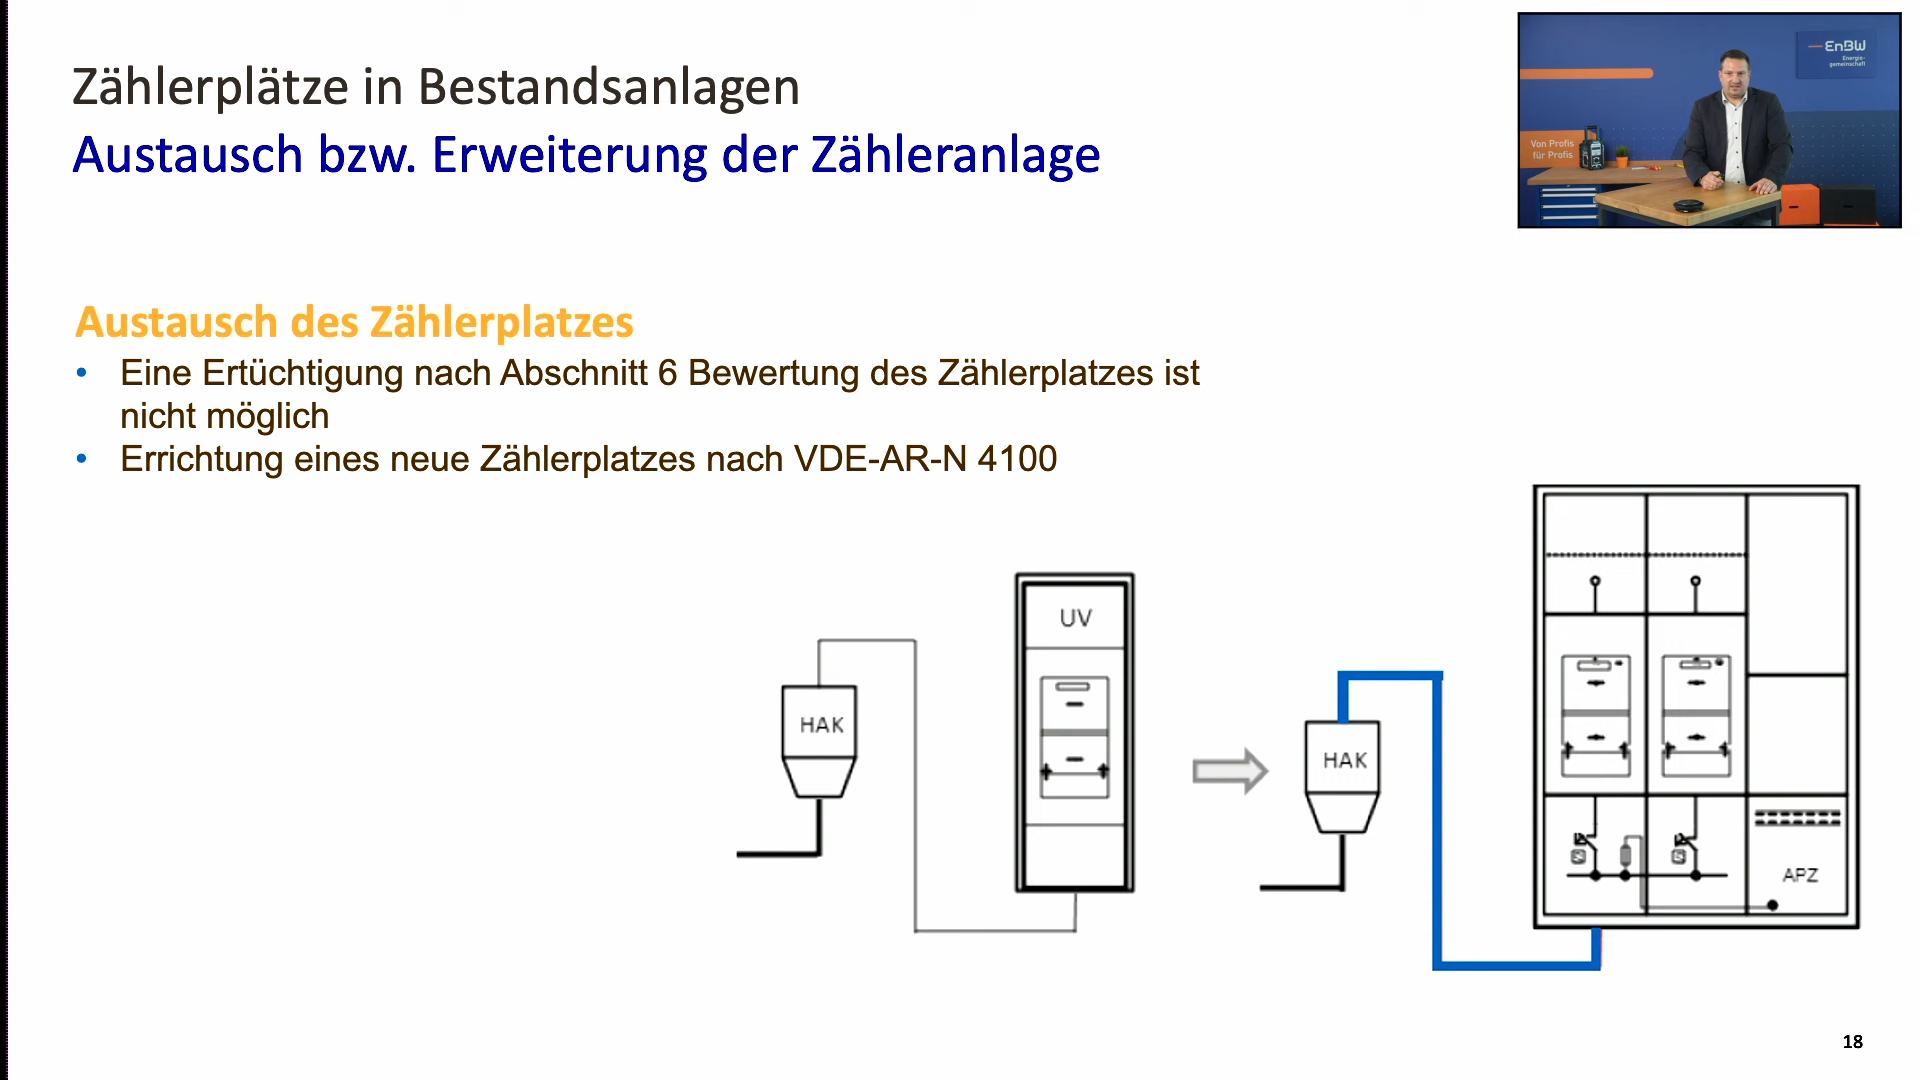 Zählerplätze in Bestandsanlagen
Austausch bzw. Erweiterung der Zähleranlage
EnBW
Energie-
gemeinschaft
Von Profis
für Profis
Austausch des Zählerplatzes
• Eine Ertüchtigung nach Abschnitt 6 Bewertung des Zählerplatzes ist
nicht möglich
• Errichtung eines neue Zählerplatzes nach VDE-AR-N 4100
UV
HAK
HAK
APZ
18